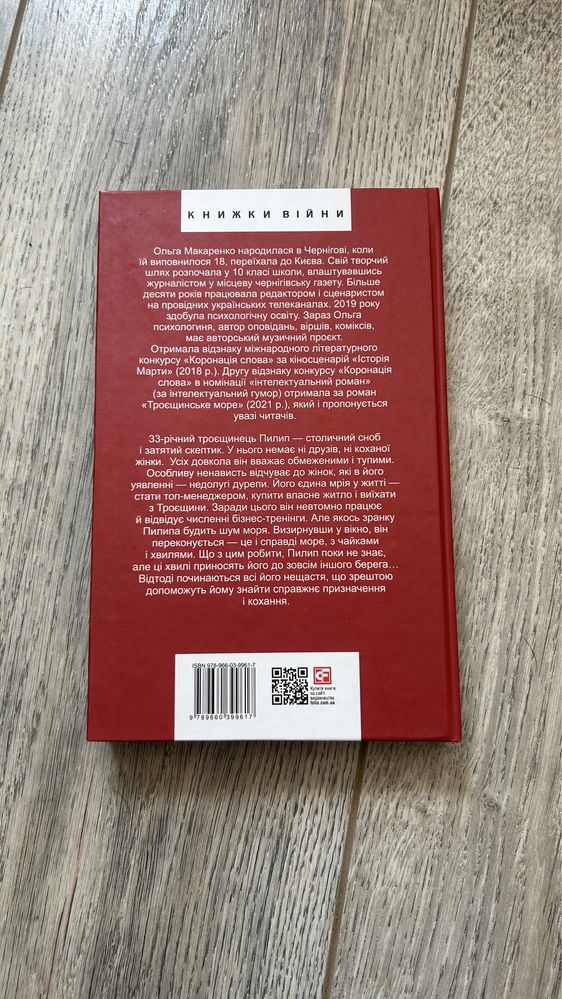 КНИЖКИ ВІЙНИ
Ольга Макаренко народилася в Чернігові, коли
їй виповнилося 18, переїхала до Києва. Свій творчий
шлях розпочала у 10 класі школи, влаштувавшись
журналістом у місцеву чернігівську газету. Більше
десяти років працювала редактором і сценаристом
на провідних українських телеканалах. 2019 року
здобула психологічну освіту. Зараз Ольга
психологиня, автор оповідань, віршів, коміксів,
має авторський музичний проєкт.
Отримала відзнаку міжнародного літературного
конкурсу «Коронація слова» за кіносценарій «Історія
Марти» (2018 р.). Другу відзнаку конкурсу «Коронація
слова» в номінації «інтелектуальний роман»
(за інтелектуальний гумор) отримала за роман
«Троєщинське море» (2021 р.), який і пропонується
увазі читачів.
33-річний троєщинець Пилип — столичний сноб
і затятий скептик. У нього немає ні друзів, ні коханої
жінки. Усіх довкола він вважає обмеженими і тупими.
Особливу ненависть відчуває до жінок, які в його
уявленні — недолугі дурепи. Його єдина мрія у житті —
стати топ-менеджером, купити власне житло і виїхати
з Троєщини. Заради цього він невтомно працює
й відвідує численні бізнес-тренінги. Але якось зранку
Пилипа будить шум моря. Визирнувши у вікно, він
переконується — це і справді море, з чайками
і хвилями. Що з цим робити, Пилип поки не знає,
але ці хвилі приносять його до зовсім іншого берега…
Відтоді починаються всі його нещастя, що зрештою
допоможуть йому знайти справжнє призначення
і кохання.
ISBN 978-966-03-9961-7
9 789660 399617
Купити книга
на сайті
видавництва
folio.com.ua